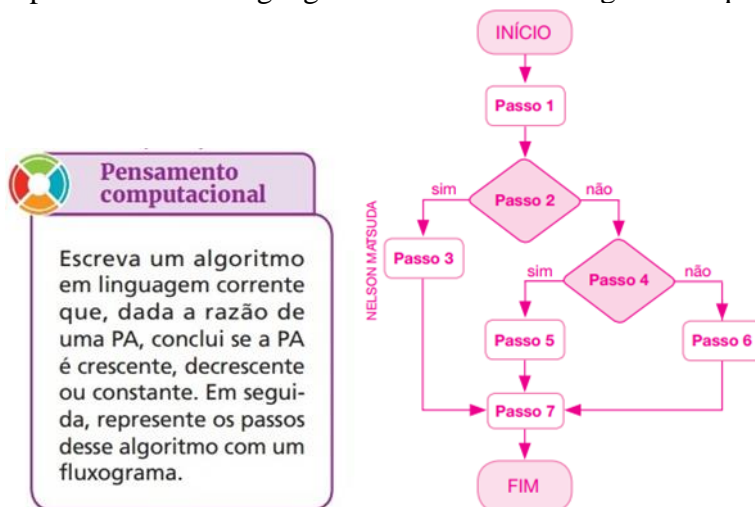 Pensamento
computacional
Escreva um algoritmo
em linguagem corrente
que, dada a razão de
uma PA, conclui se a PA
é crescente, decrescente
ou constante. Em segui-
da, represente os passos
desse algoritmo com um
fluxograma.
NELSON MATSUDA
INÍCIO
Passo 1
Passo 2
sim
não
Passo 3
Passo 4
sim
não
Passo 5
Passo 6
Passo 7
FIM